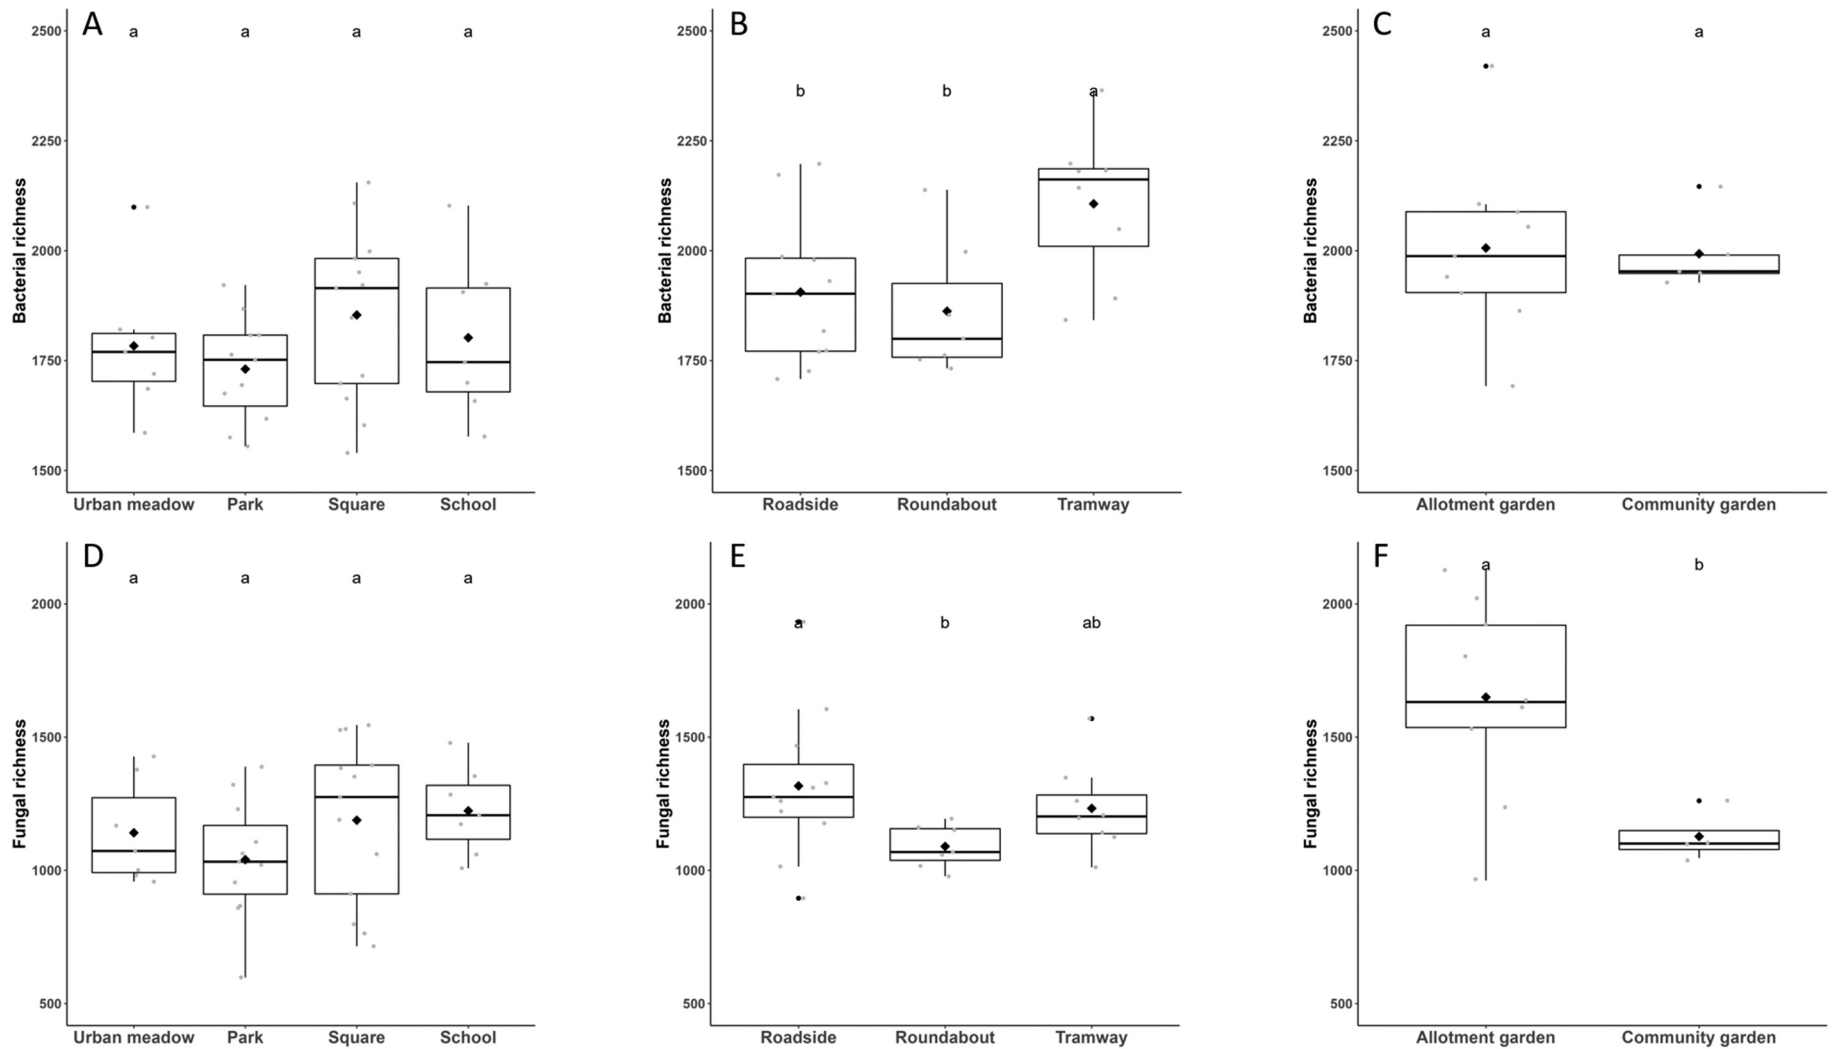 A
a a a a
2500
2250
2000
1750
1500
Bacterial richness
Urban meadow Park Square School
B
b b a
2500
2250
2000
1750
1500
Bacterial richness
Roadside Roundabout Tramway
C
a a
2500
2250
2000
1750
1500
Bacterial richness
Allotment garden Community garden
D
a a a a
2000
1500
1000
500
Fungal richness
Urban meadow Park Square School
E
a b ab
2000
1500
1000
500
Fungal richness
Roadside Roundabout Tramway
F
a b
2000
1500
1000
500
Fungal richness
Allotment garden Community garden